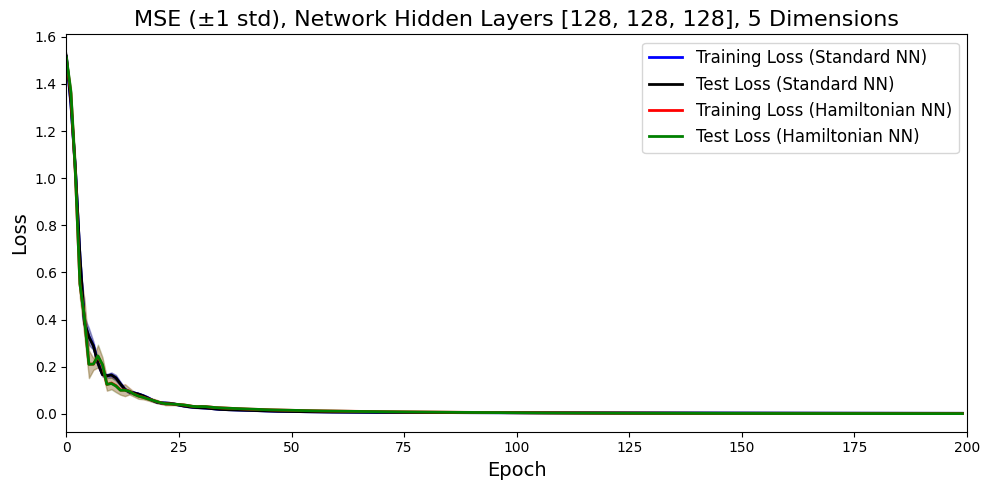 MSE (±1 std), Network Hidden Layers [128, 128, 128], 5 Dimensions
Training Loss (Standard NN)
Test Loss (Standard NN)
Training Loss (Hamiltonian NN)
Test Loss (Hamiltonian NN)
Loss
1.6
1.4
1.2
1.0
0.8
0.6
0.4
0.2
0.0
0 25 50 75 100 125 150 175 200
Epoch